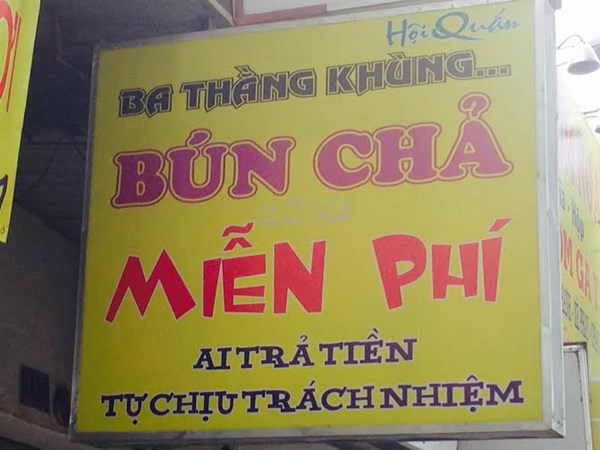 Hội Quán
BA THẰNG KHÙNG...
BÚN CHẢ
MIỄN PHÍ
AI TRẢ TIỀN
TỰ CHỊU TRÁCH NHIỆM